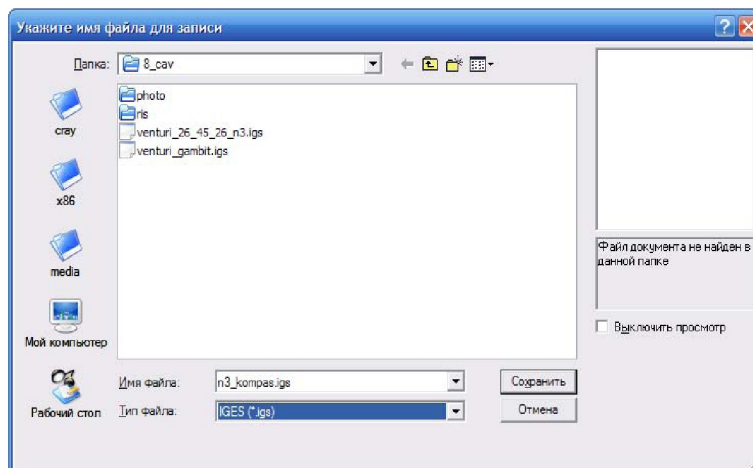 Укажите имя файла для записи
Папка: 8_cav
photo
ris
venturi_26_45_26_n3.igs
venturi_gambit.igs
cray
x86
media
Мой компьютер
Рабочий стол
Файл документа не найден в
данной папке
Выключить просмотр
Имя файла: n3_kompas.igs Сохранить
Тип файла: IGES (*.igs) Отмена